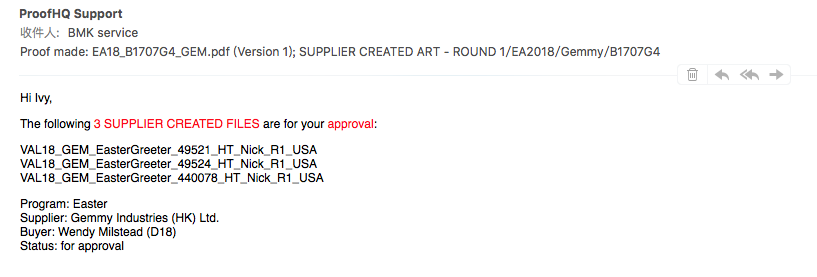 ProofHQ Support
收件人: BMK service
Proof made: EA18_B1707G4_GEM.pdf (Version 1); SUPPLIER CREATED ART - ROUND 1/EA2018/Gemmy/B1707G4
Hi Ivy,
The following 3 SUPPLIER CREATED FILES are for your approval:
VAL18_GEM_EasterGreeter_49521_HT_Nick_R1_USA
VAL18_GEM_EasterGreeter_49524_HT_Nick_R1_USA
VAL18_GEM_EasterGreeter_440078_HT_Nick_R1_USA
Program: Easter
Supplier: Gemmy Industries (HK) Ltd.
Buyer: Wendy Milstead (D18)
Status: for approval